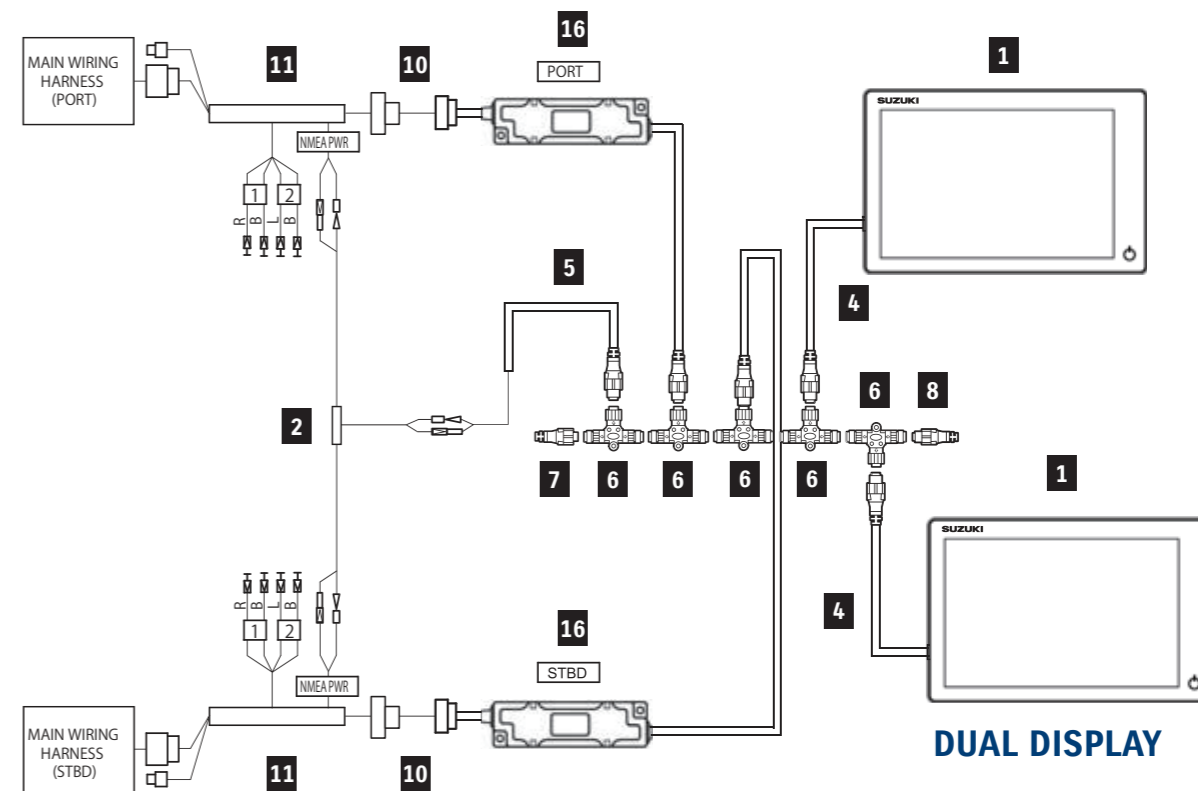 16
PORT
1
MAIN WIRING
HARNESS
(PORT)
11
10
SUZUKI
NMEA PWR
1 2
R B L B
5
4
2
6 8
7 6 6 6 6
1
SUZUKI
R B L B
1 2
4
16
STBD
NMEA PWR
MAIN WIRING
HARNESS
(STBD)
11
10
DUAL DISPLAY